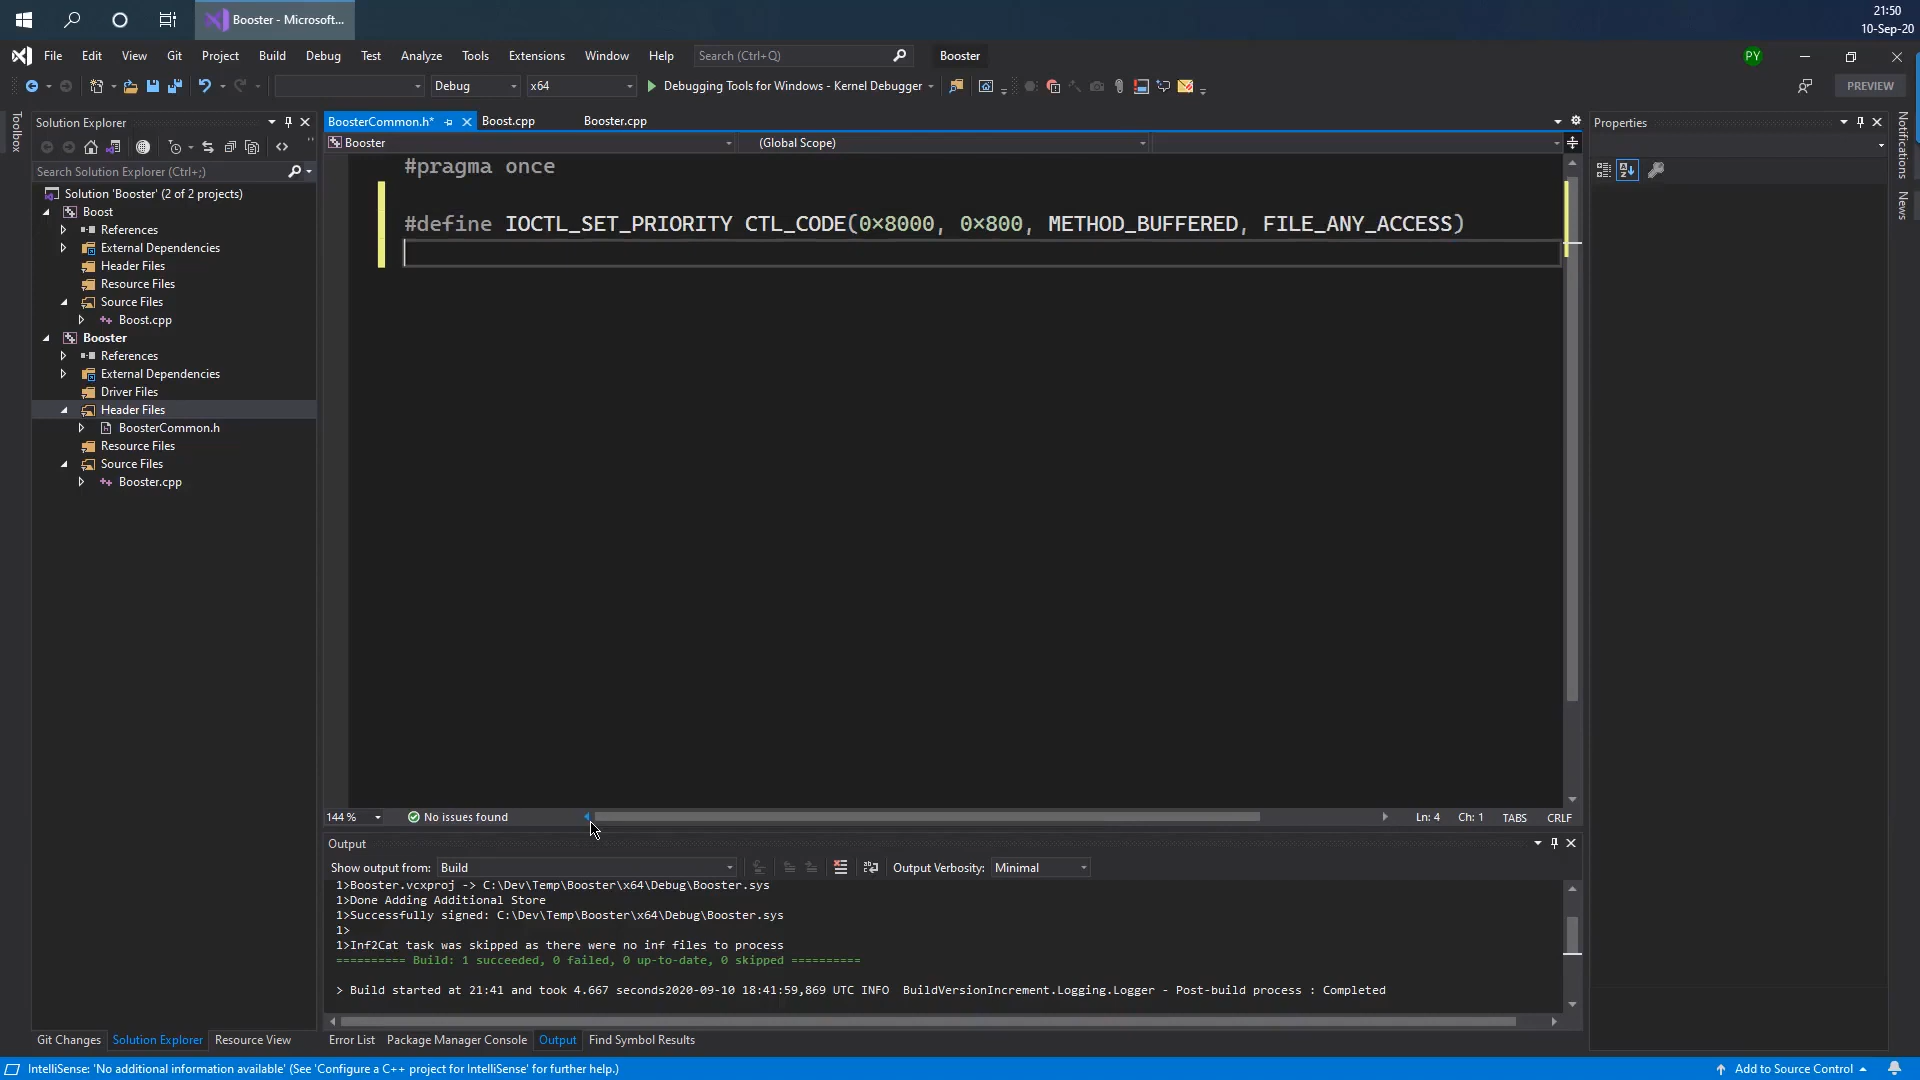 Booster - Microsoft...
21:50
10-Sep-20
File Edit View Git Project Build Debug Test Analyze Tools Extensions Window Help Search (Ctrl+Q) Booster PY
Debug x64 Debugging Tools for Windows - Kernel Debugger PREVIEW
Toolbox
Solution Explorer
Search Solution Explorer (Ctrl+;)
Solution 'Booster' (2 of 2 projects)
Boost
References
External Dependencies
Header Files
Resource Files
Source Files
Boost.cpp
Booster
References
External Dependencies
Driver Files
Header Files
BoosterCommon.h
Resource Files
Source Files
Booster.cpp
Git Changes Solution Explorer Resource View
BoosterCommon.h* Boost.cpp Booster.cpp
Booster (Global Scope)
#pragma once
#define IOCTL_SET_PRIORITY CTL_CODE(0×8000, 0×800, METHOD_BUFFERED, FILE_ANY_ACCESS)
144 % No issues found Ln: 4 Ch: 1 TABS CRLF
Output
Show output from: Build Output Verbosity: Minimal
1>Booster.vcxproj -> C:\Dev\Temp\Booster\x64\Debug\Booster.sys
1>Done Adding Additional Store
1>Successfully signed: C:\Dev\Temp\Booster\x64\Debug\Booster.sys
1>
1>Inf2Cat task was skipped as there were no inf files to process
========== Build: 1 succeeded, 0 failed, 0 up-to-date, 0 skipped ==========
> Build started at 21:41 and took 4.667 seconds2020-09-10 18:41:59,869 UTC INFO BuildVersionIncrement.Logging.Logger - Post-build process : Completed
Error List Package Manager Console Output Find Symbol Results
Properties
Notifications
News
IntelliSense: 'No additional information available' (See 'Configure a C++ project for IntelliSense' for further help.)
Add to Source Control